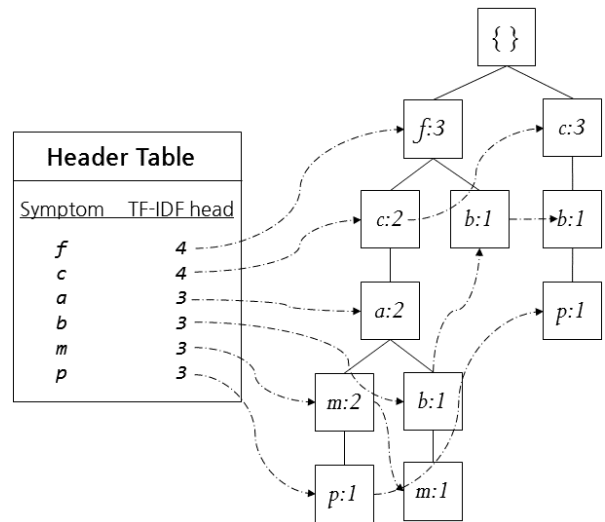 { }
f:3
c:3
Header Table
Symptom TF-IDF head
c:2
b:1
b:1
f 4
c 4
a 3
a:2
p:1
b 3
m 3
p 3
m:2
b:1
p:1
m:1